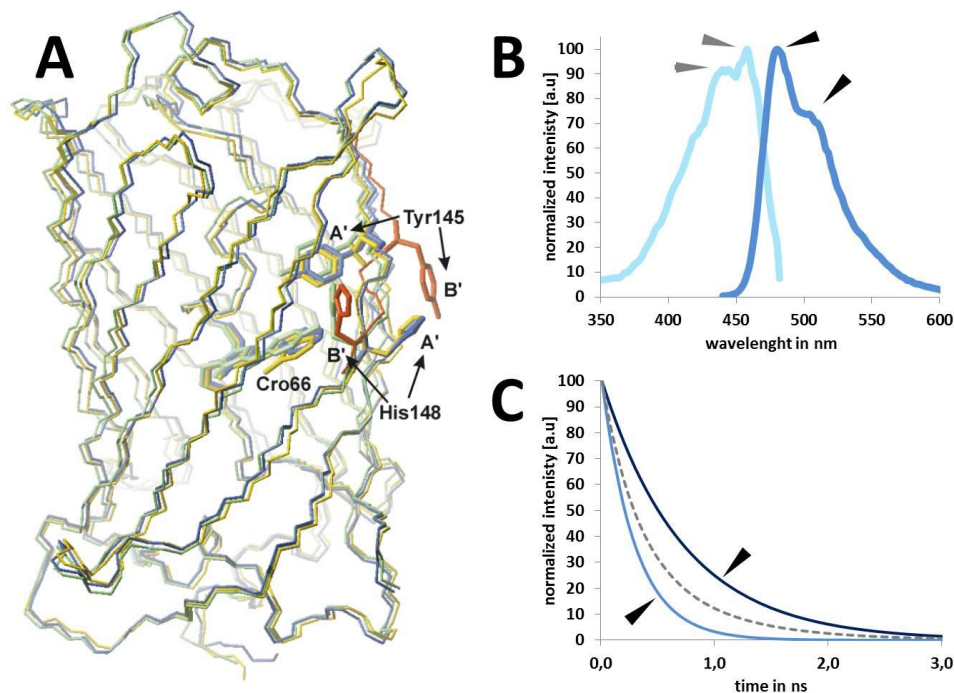 A
Tyr145
A'
B'
A'
B'
Cro66
His148
B
normalized intenisty [a.u]
100
90
80
70
60
50
40
30
20
10
0
350 400 450 500 550 600
wavelenght in nm
C
normalized intenisty [a.u]
100
90
80
70
60
50
40
30
20
10
0
0,0 1,0 2,0 3,0
time in ns